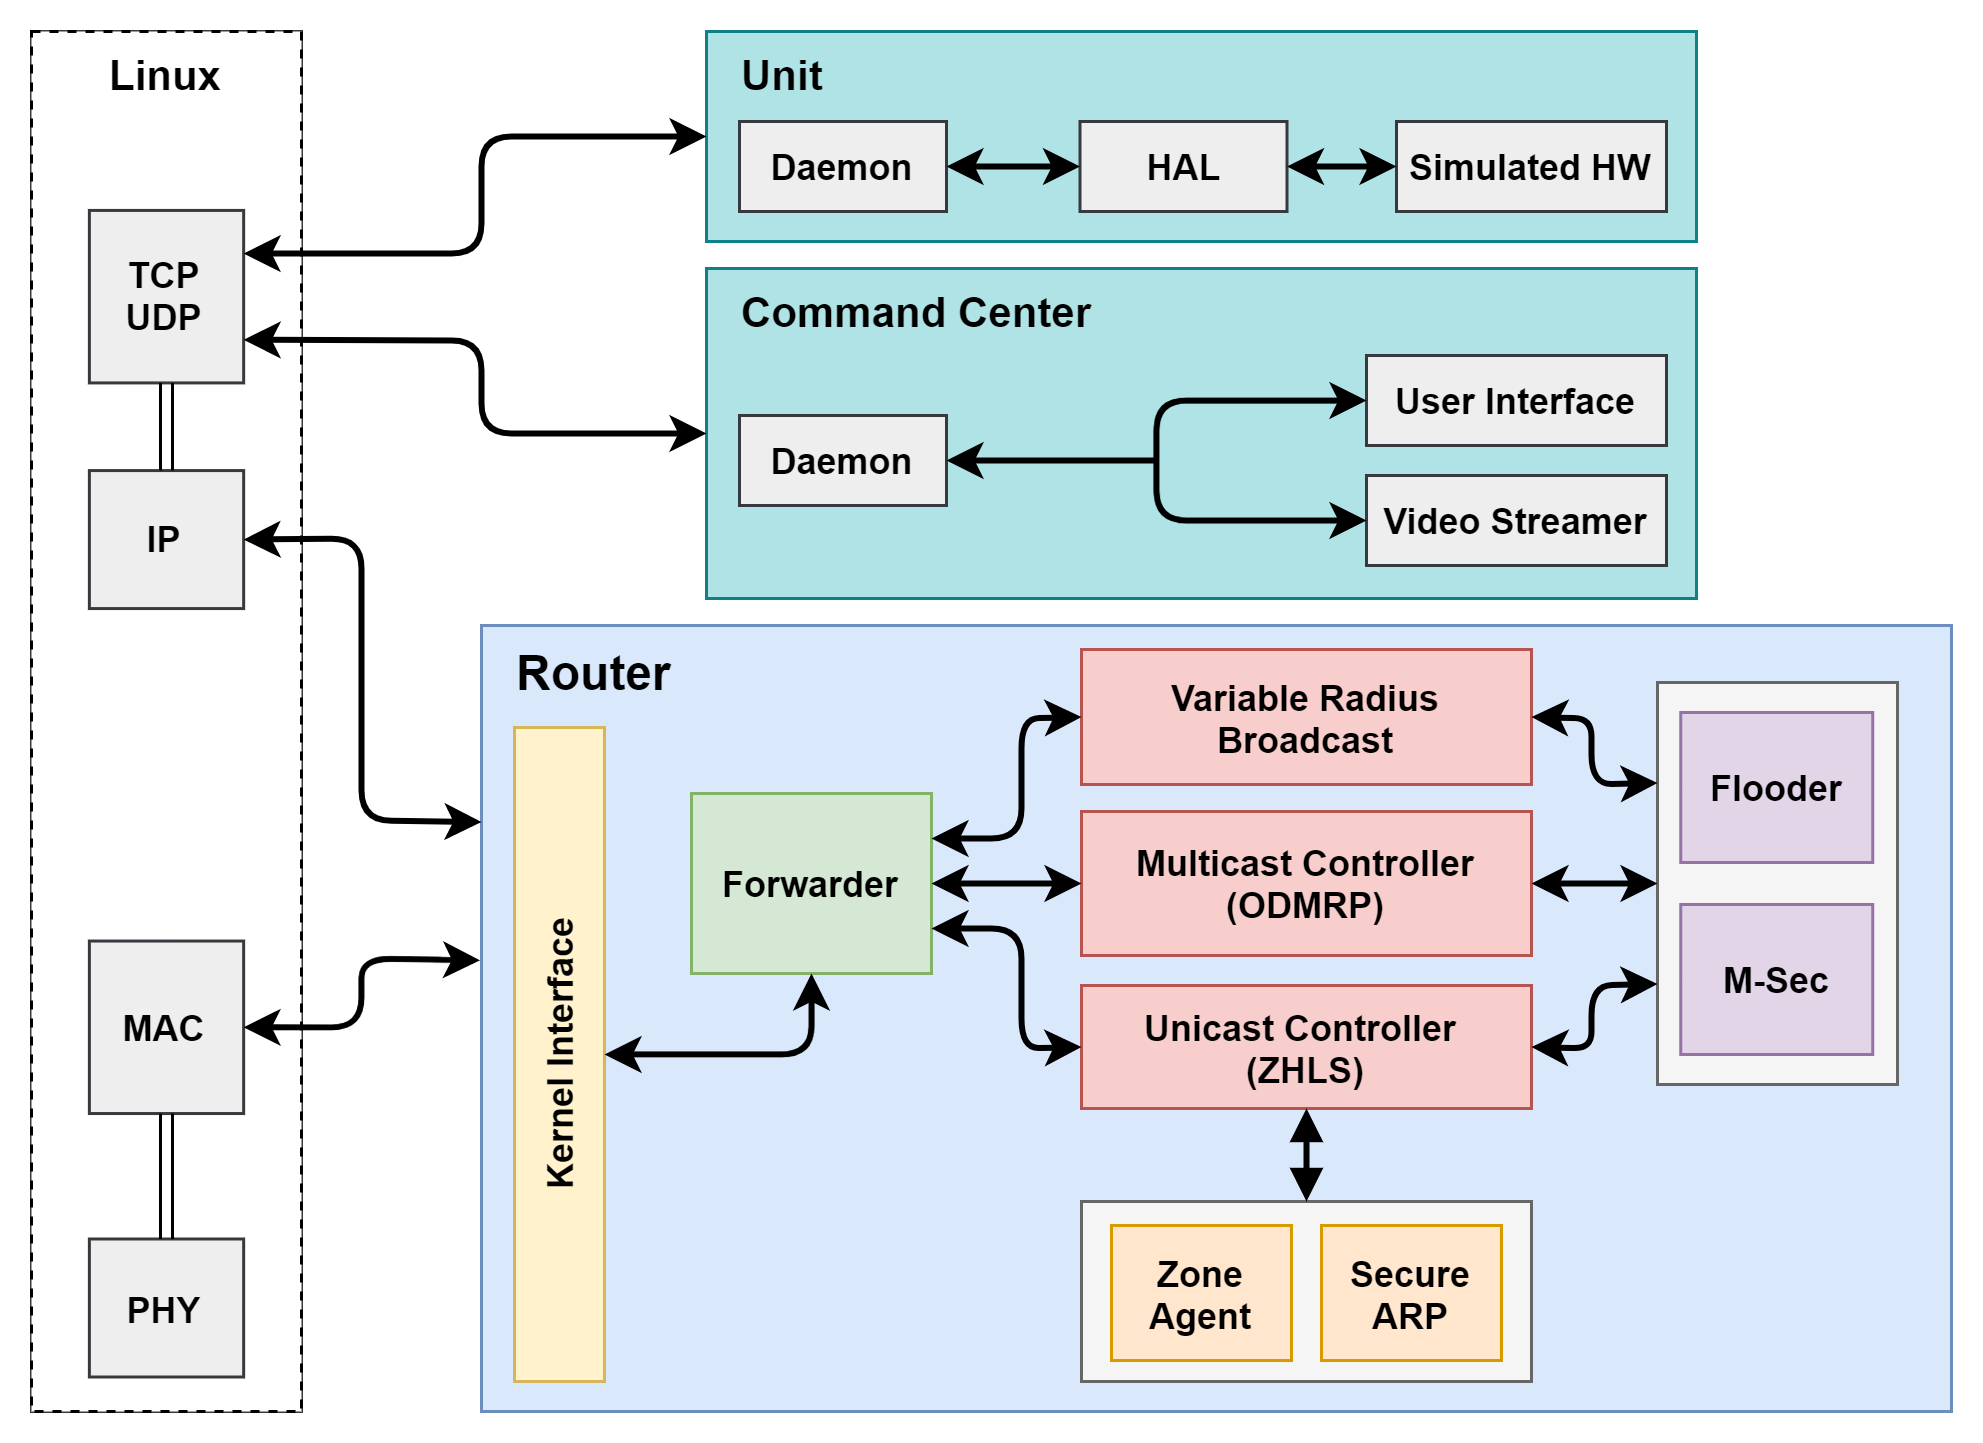 Linux
TCP
UDP
IP
MAC
PHY
Unit
Daemon
HAL
Simulated HW
Command Center
Daemon
User Interface
Video Streamer
Router
Kernel Interface
Forwarder
Variable Radius
Broadcast
Multicast Controller
(ODMRP)
Unicast Controller
(ZHLS)
Flooder
M-Sec
Zone
Agent
Secure
ARP